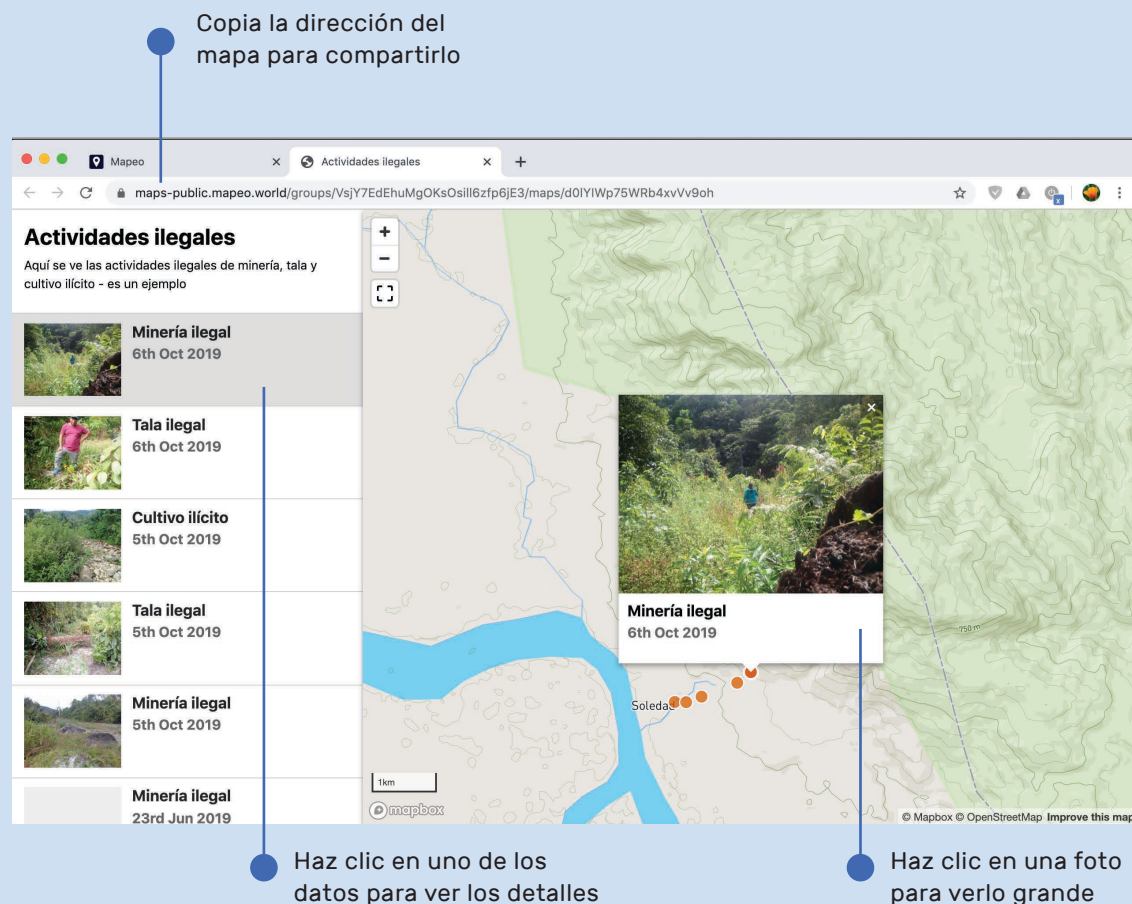 Copia la dirección del
mapa para compartirlo
Mapeo
Actividades ilegales
maps-public.mapeo.world/groups/VsjY7EdEhuMgOKsOsill6zfp6jE3/maps/d0lYlWp75WRb4xvVv9oh
Actividades ilegales
Aquí se ve las actividades ilegales de minería, tala y
cultivo ilícito - es un ejemplo
Minería ilegal
6th Oct 2019
Tala ilegal
6th Oct 2019
Cultivo ilícito
5th Oct 2019
Tala ilegal
5th Oct 2019
Minería ilegal
5th Oct 2019
Minería ilegal
23rd Jun 2019
Minería ilegal
6th Oct 2019
750 m
Soledad
1km
mapbox
© Mapbox © OpenStreetMap Improve this map
Haz clic en uno de los
datos para ver los detalles
Haz clic en una foto
para verlo grande